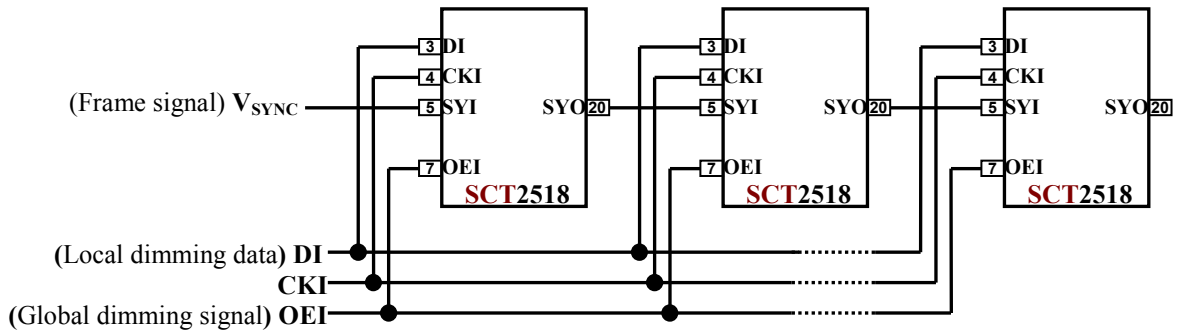 3 DI
4 CKI
(Frame signal) VSYNC
5 SYI
SYO 20
7 OEI
SCT2518
3 DI
4 CKI
5 SYI
SYO 20
7 OEI
SCT2518
3 DI
4 CKI
5 SYI
SYO 20
7 OEI
SCT2518
(Local dimming data) DI
CKI
(Global dimming signal) OEI